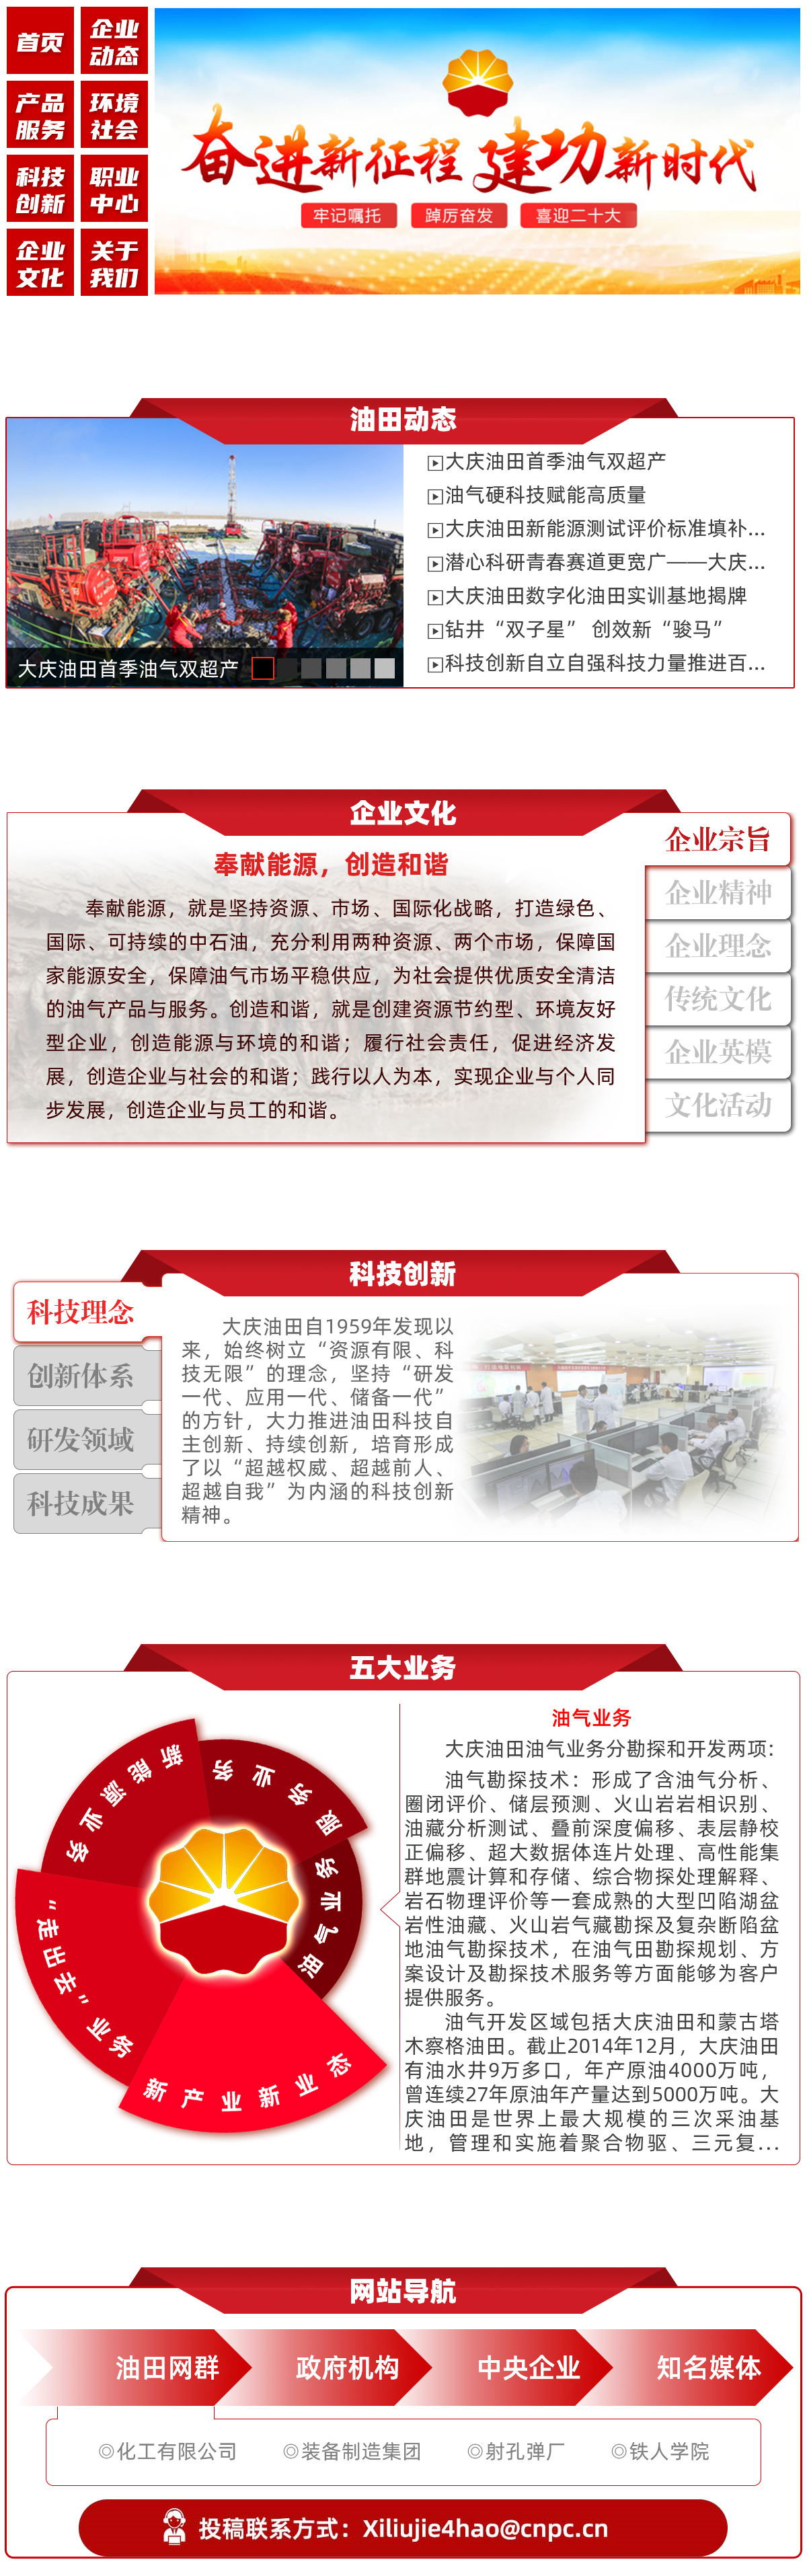 首页
企业
动态
产品
服务
环境
社会
科技
创新
职业
中心
企业
文化
关于
我们
奋进新征程 建功新时代
牢记嘱托 踔厉奋发 喜迎二十大
油田动态
大庆油田首季油气双超产
大庆油田首季油气双超产
油气硬科技赋能高质量
大庆油田新能源测试评价标准填补...
潜心科研青春赛道更宽广——大庆...
大庆油田数字化油田实训基地揭牌
钻井“双子星” 创效新“骏马”
科技创新自立自强科技力量推进百...
企业文化
奉献能源，创造和谐
奉献能源，就是坚持资源、市场、国际化战略，打造绿色、
国际、可持续的中石油，充分利用两种资源、两个市场，保障国
家能源安全，保障油气市场平稳供应，为社会提供优质安全清洁
的油气产品与服务。创造和谐，就是创建资源节约型、环境友好
型企业，创造能源与环境的和谐；履行社会责任，促进经济发
展，创造企业与社会的和谐；践行以人为本，实现企业与个人同
步发展，创造企业与员工的和谐。
企业宗旨
企业精神
企业理念
传统文化
企业英模
文化活动
科技创新
科技理念
创新体系
研发领域
科技成果
大庆油田自1959年发现以
来，始终树立“资源有限、科
技无限”的理念，坚持“研发
一代、应用一代、储备一代”
的方针，大力推进油田科技自
主创新、持续创新，培育形成
了以“超越权威、超越前人、
超越自我”为内涵的科技创新
精神。
五大业务
新能源业务
服务业务
油气业务
“走出去”业务
新产业新业态
油气业务
大庆油田油气业务分勘探和开发两项：
油气勘探技术：形成了含油气分析、
圈闭评价、储层预测、火山岩岩相识别、
油藏分析测试、叠前深度偏移、表层静校
正偏移、超大数据体连片处理、高性能集
群地震计算和存储、综合物探处理解释、
岩石物理评价等一套成熟的大型凹陷湖盆
岩性油藏、火山岩气藏勘探及复杂断陷盆
地油气勘探技术，在油气田勘探规划、方
案设计及勘探技术服务等方面能够为客户
提供服务。
油气开发区域包括大庆油田和蒙古塔
木察格油田。截止2014年12月，大庆油田
有油水井9万多口，年产原油4000万吨，
曾连续27年原油年产量达到5000万吨。大
庆油田是世界上最大规模的三次采油基
地，管理和实施着聚合物驱、三元复...
网站导航
油田网群 政府机构 中央企业 知名媒体
◎化工有限公司 ◎装备制造集团 ◎射孔弹厂 ◎铁人学院
投稿联系方式：Xiliujie4hao@cnpc.cn